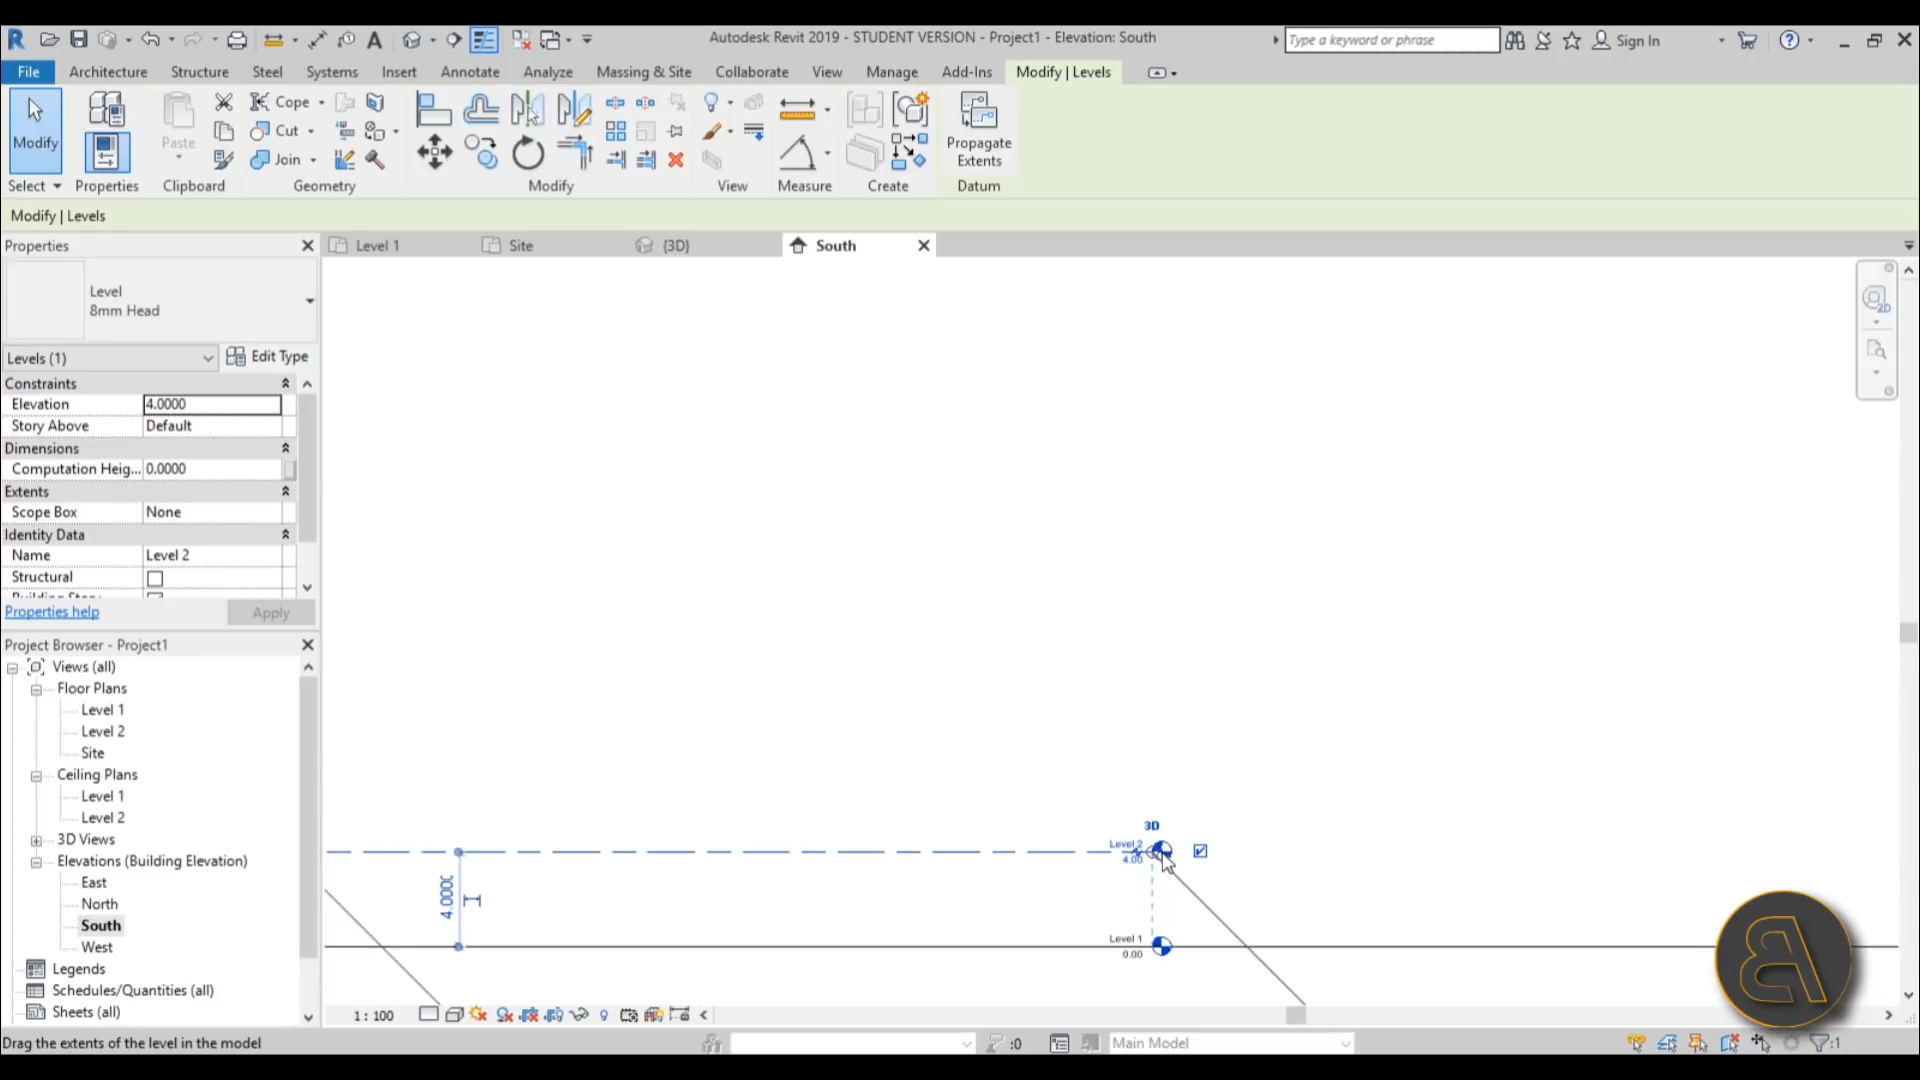 Autodesk Revit 2019 - STUDENT VERSION - Project1 - Elevation: South
Type a keyword or phrase
Sign In
File Architecture Structure Steel Systems Insert Annotate Analyze Massing & Site Collaborate View Manage Add-Ins Modify | Levels
Modify
Paste
Cope
Cut
Join
Propagate
Extents
Select Properties Clipboard Geometry Modify View Measure Create Datum
Modify | Levels
Properties
Level 1 Site {3D} South
Level
8mm Head
Levels (1) Edit Type
Constraints
Elevation 4.0000
Story Above Default
Dimensions
Computation Heig... 0.0000
Extents
Scope Box None
Identity Data
Name Level 2
Structural
Building Story
Properties help Apply
Project Browser - Project1
Views (all)
Floor Plans
Level 1
Level 2
Site
Ceiling Plans
Level 1
Level 2
3D Views
Elevations (Building Elevation)
East
North
South
West
Legends
Schedules/Quantities (all)
Sheets (all)
2D
3D
Level 2
4.00
4.0000
Level 1
0.00
1 : 100
Drag the extents of the level in the model
:0
Main Model
:1